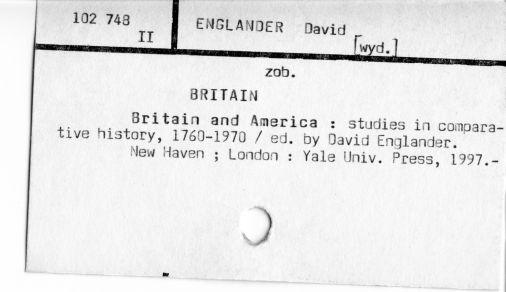 102 748
II
ENGLANDER David
[wyd.]
zob.
BRITAIN
Britain and America : studies in compara-
tive history, 1760-1970 / ed. by David Englander.
New Haven ; London : Yale Univ. Press, 1997.-